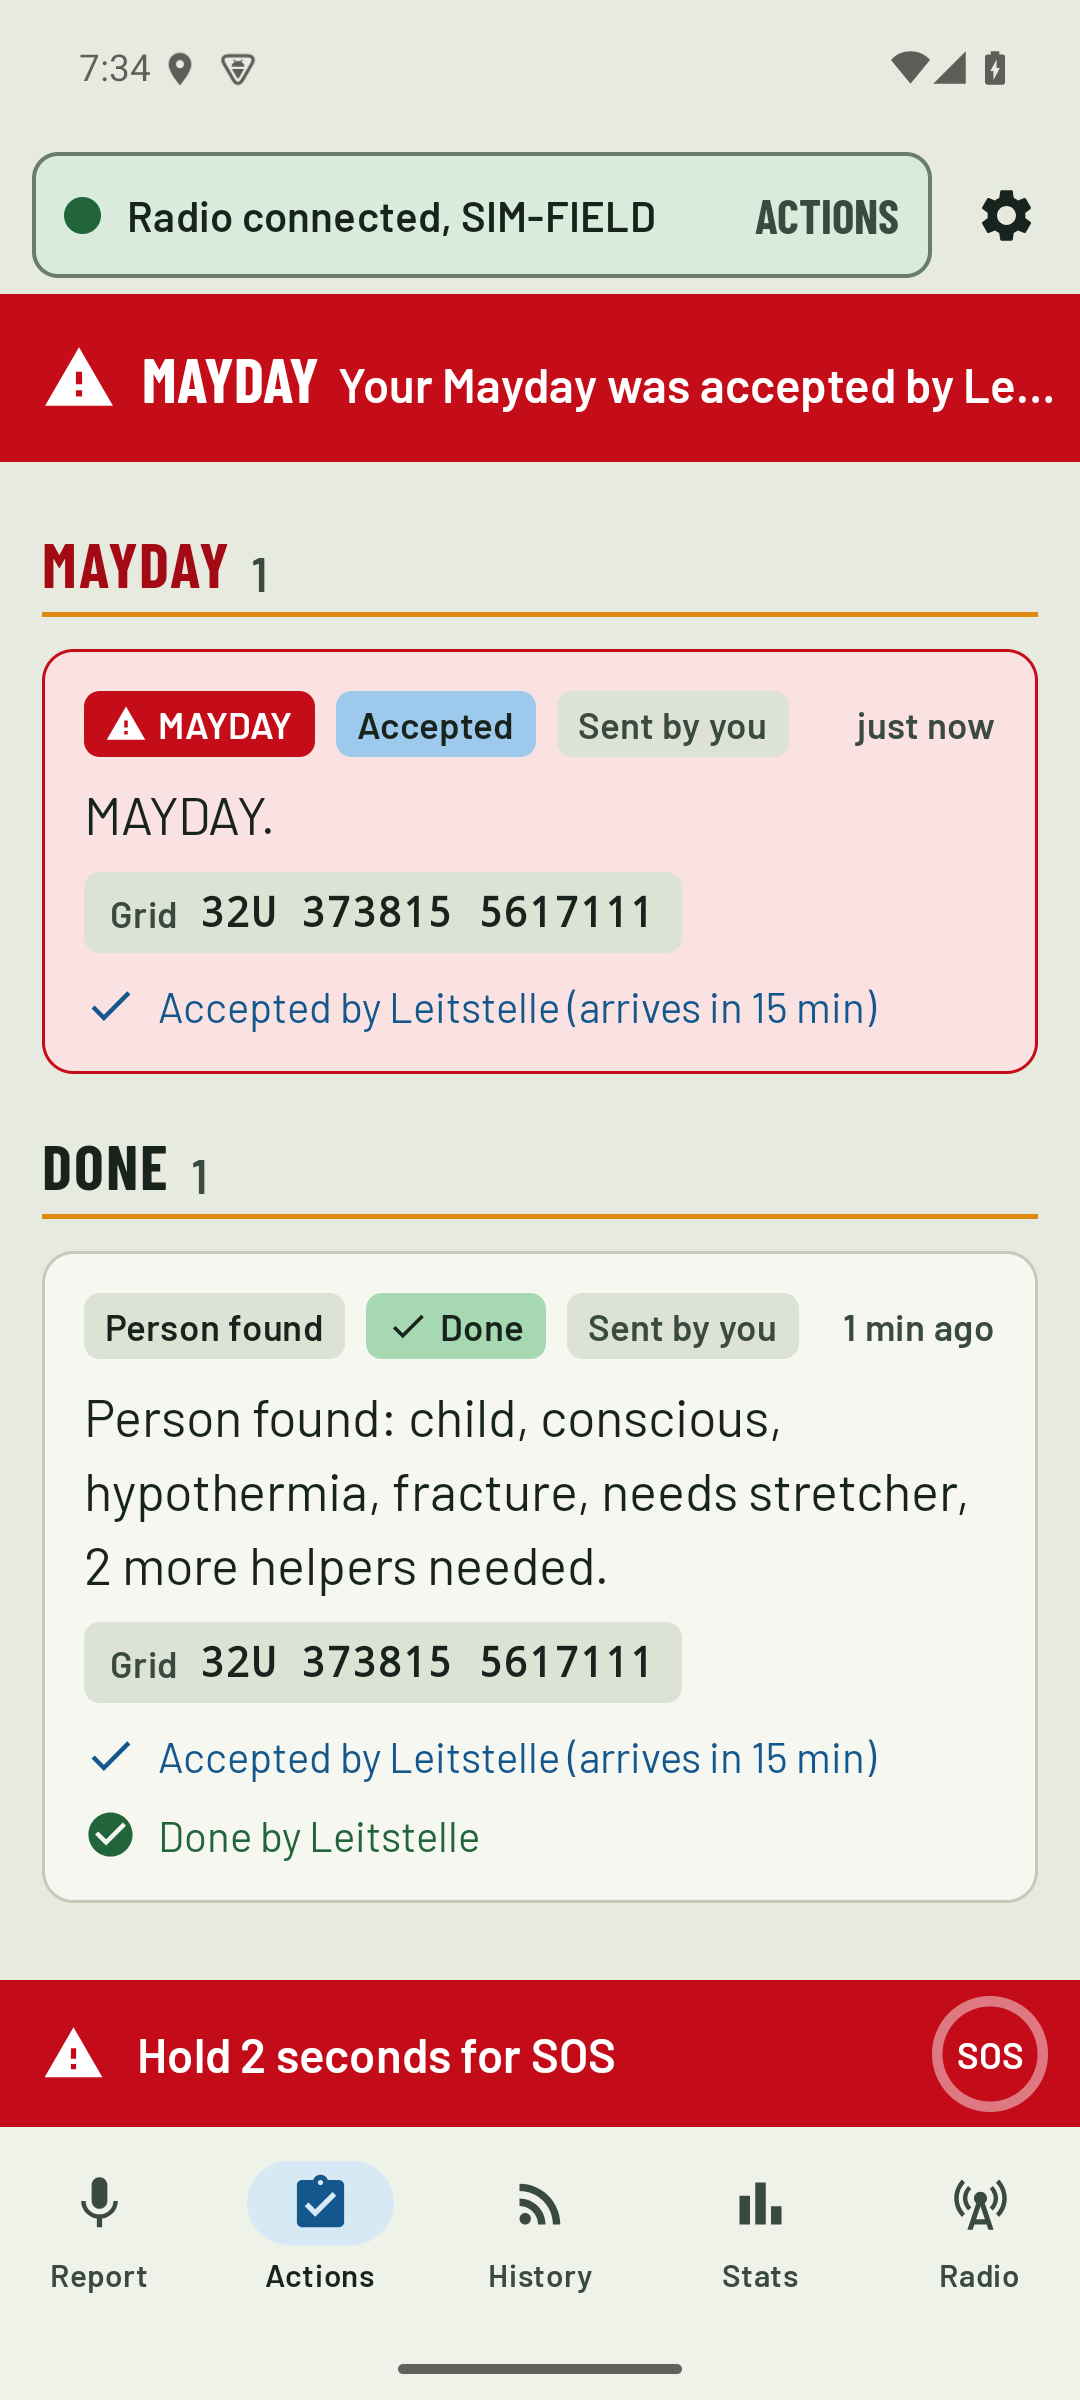 7:34
Radio connected, SIM-FIELD ACTIONS
MAYDAY Your Mayday was accepted by Le...
MAYDAY 1
MAYDAY Accepted Sent by you just now
MAYDAY.
Grid 32U 373815 5617111
Accepted by Leitstelle (arrives in 15 min)
DONE 1
Person found Done Sent by you 1 min ago
Person found: child, conscious,
hypothermia, fracture, needs stretcher,
2 more helpers needed.
Grid 32U 373815 5617111
Accepted by Leitstelle (arrives in 15 min)
Done by Leitstelle
Hold 2 seconds for SOS SOS
Report Actions History Stats Radio